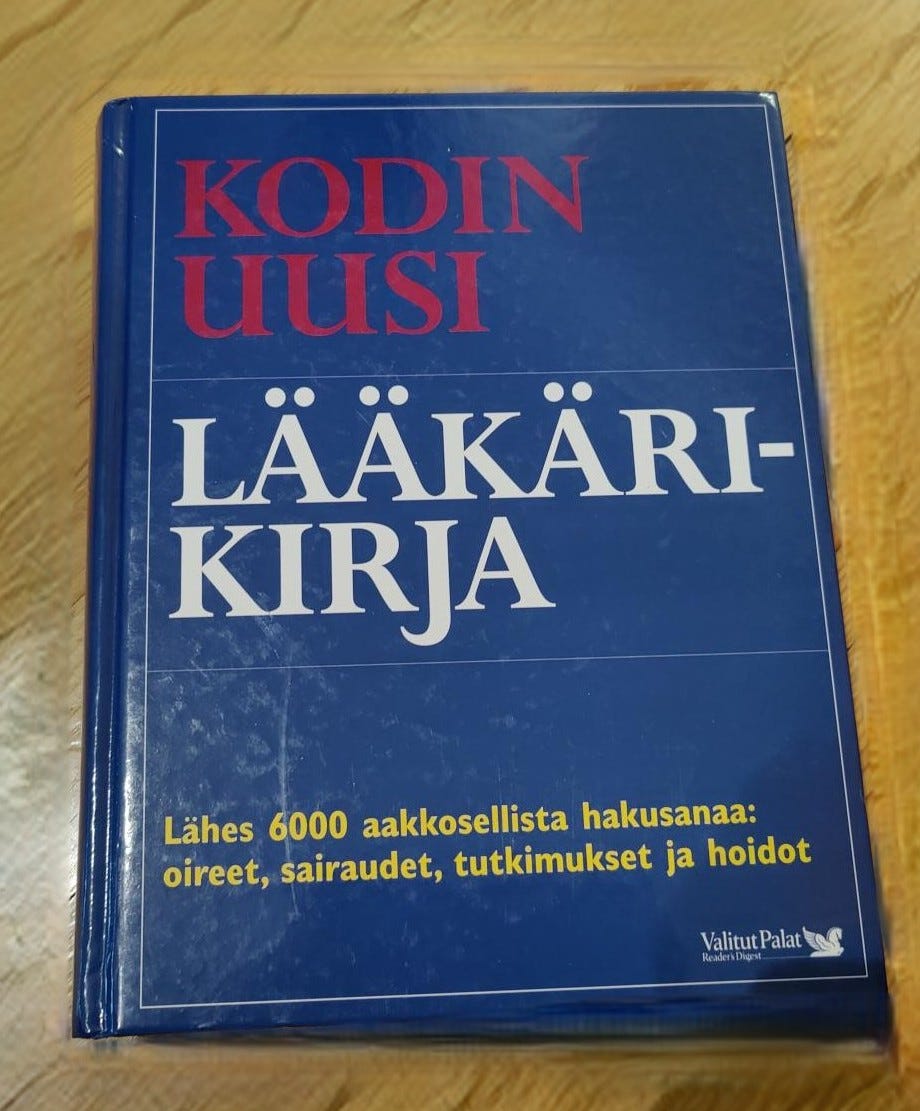 KODIN
UUSI
LÄÄKÄRI-
KIRJA
Lähes 6000 aakkosellista hakusanaa:
oireet, sairaudet, tutkimukset ja hoidot
Valitut Palat
Reader's Digest